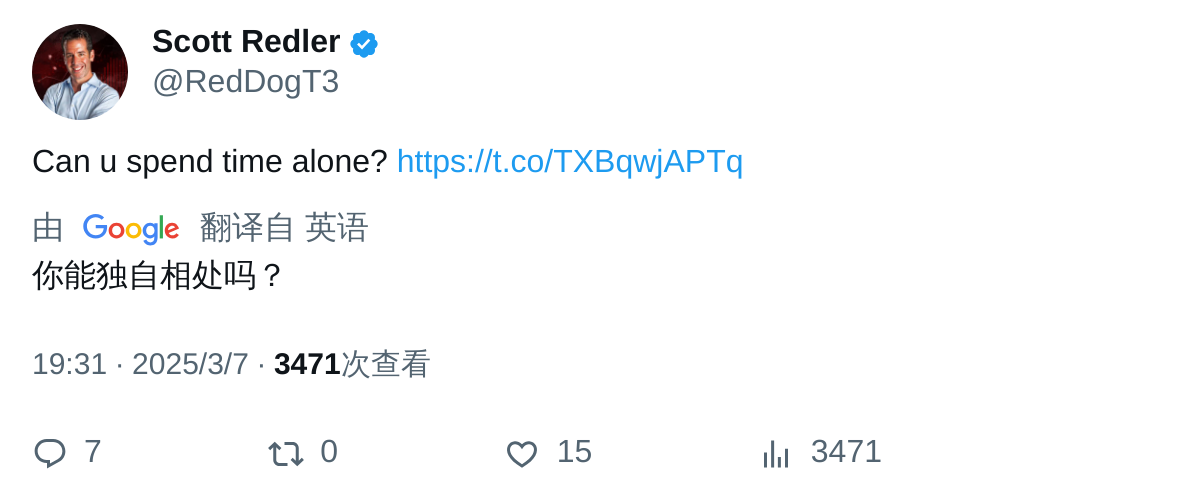 Scott Redler
@RedDogT3
Can u spend time alone? https://t.co/TXBqwjAPTq
由 Google 翻译自 英语
你能独自相处吗？
19:31 · 2025/3/7 · 3471次查看
7 0 15 3471